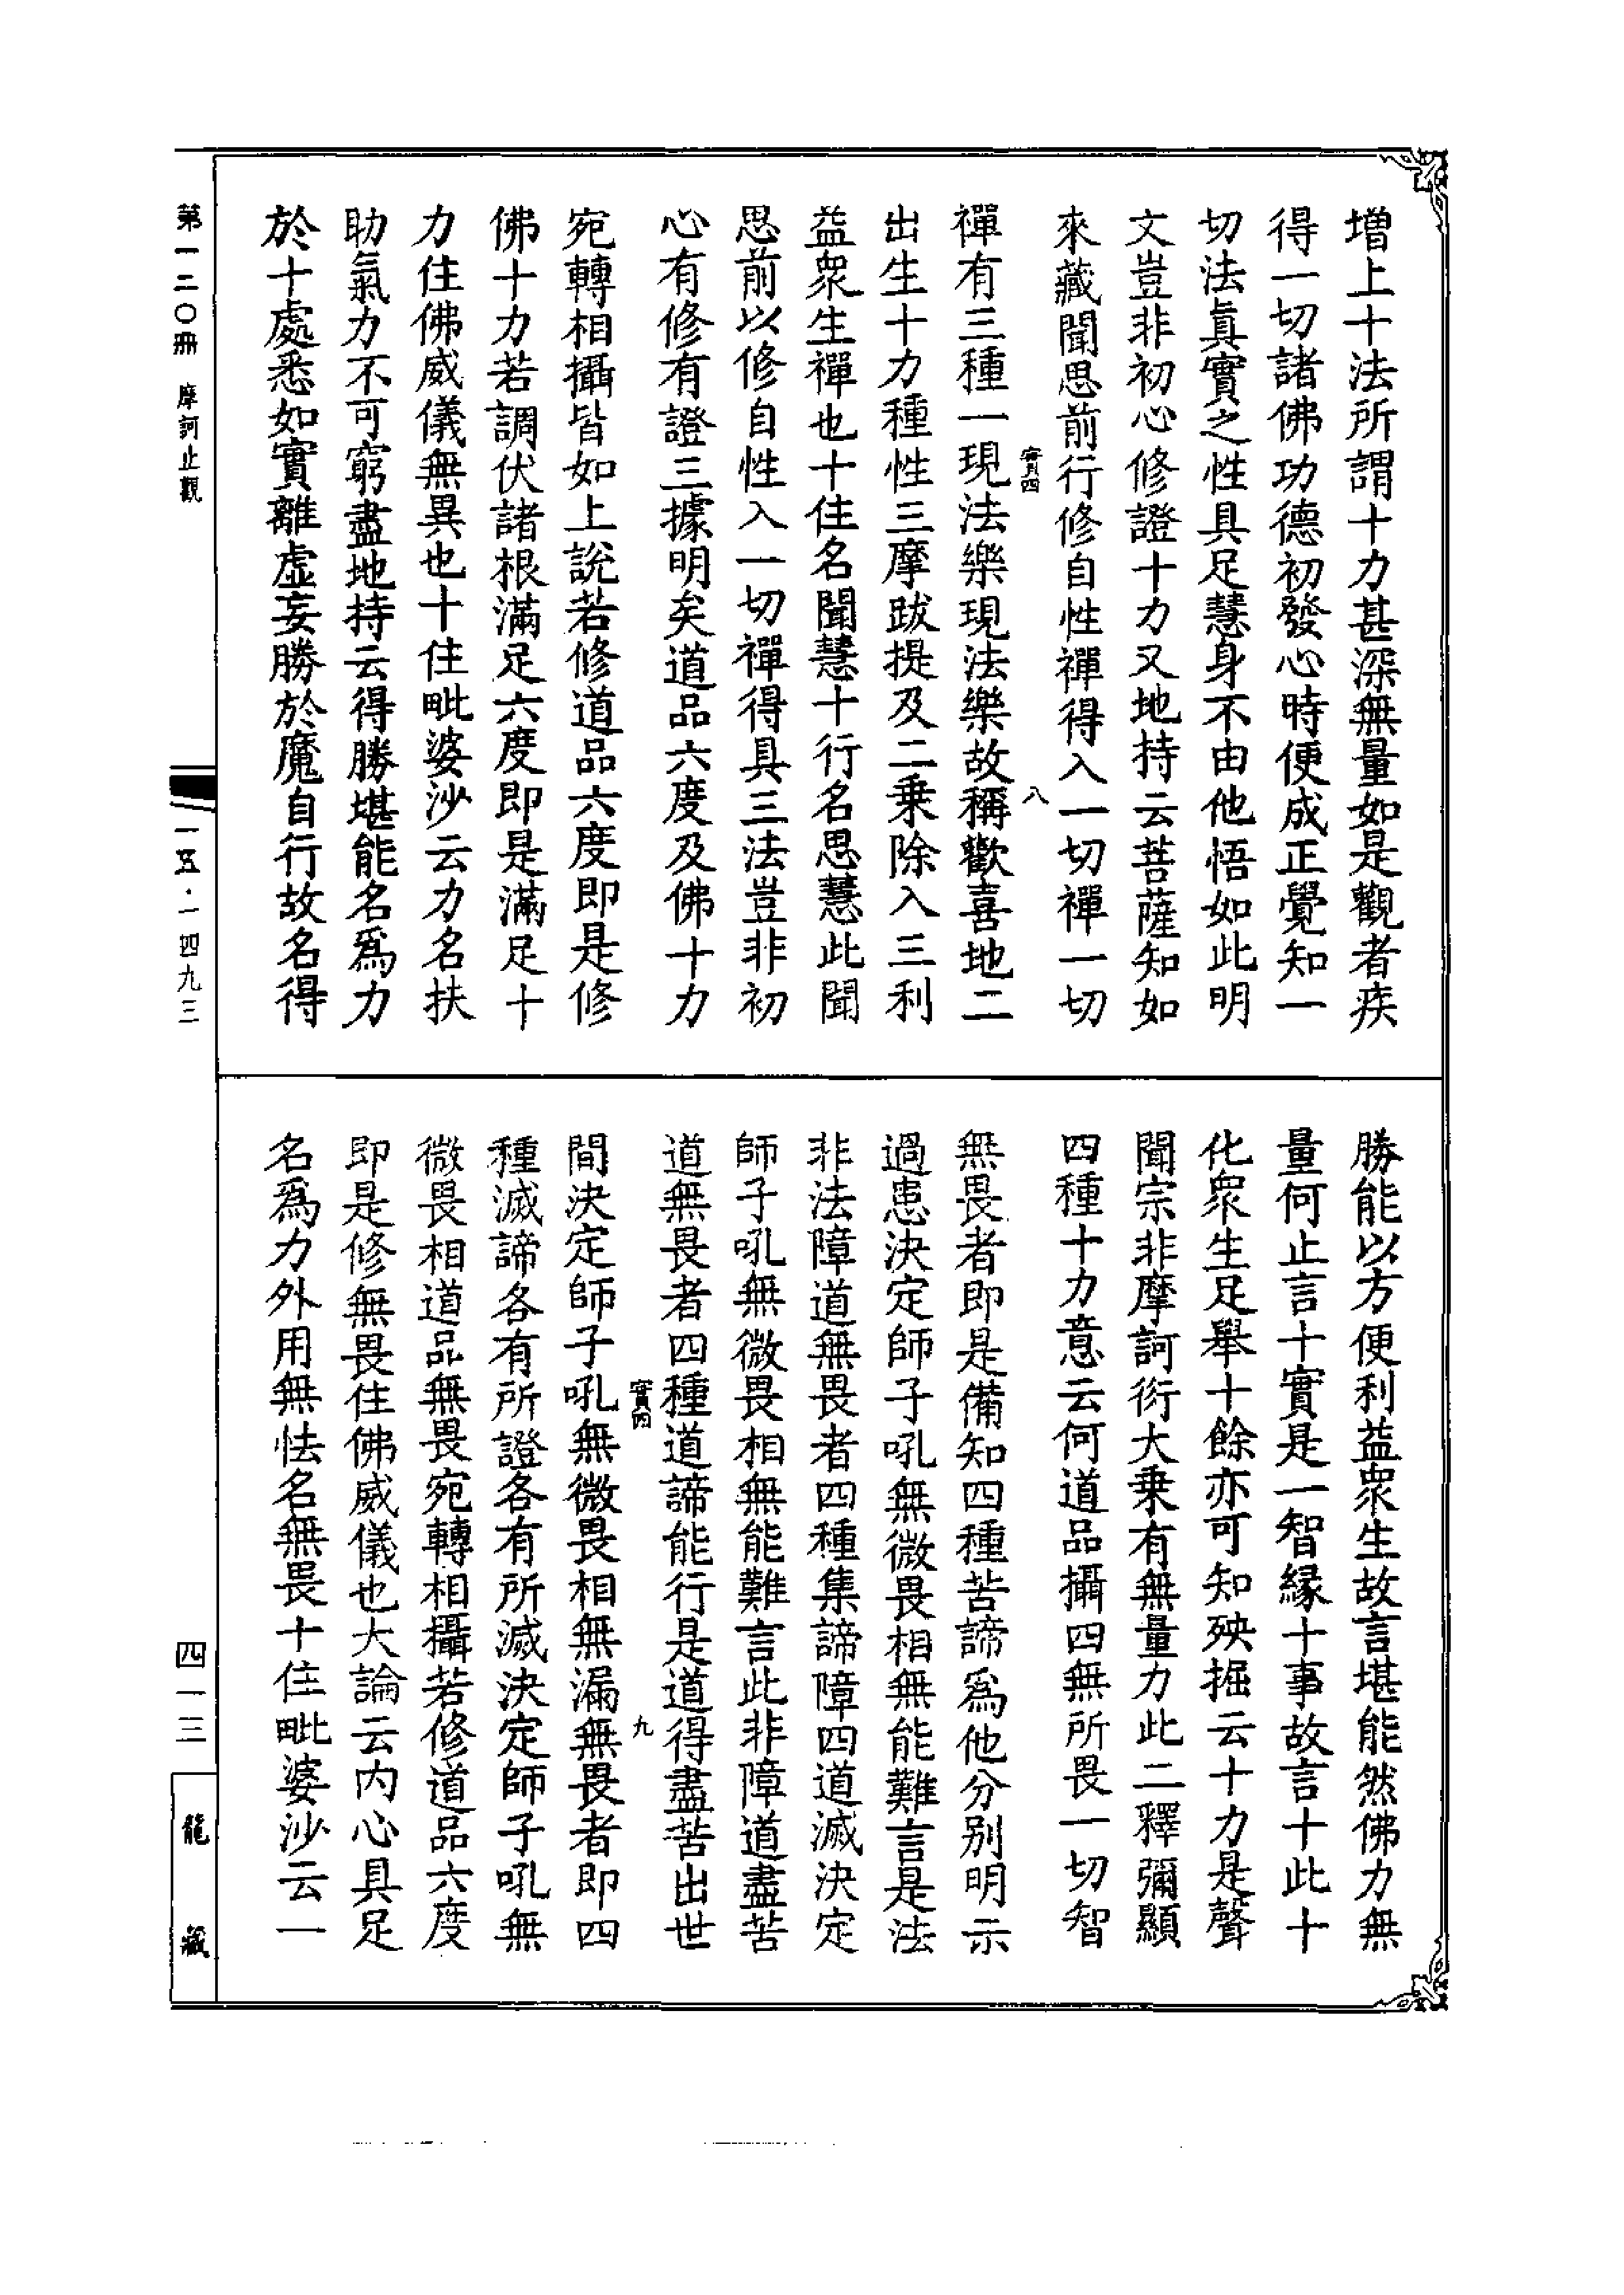 增上十法所謂十力甚深無量如是觀者疾
得一切諸佛功德初發心時便成正覺知一
切法真實之性具足慧身不由他悟如此明
文豈非初心修證十力又地持云菩薩知如
來藏聞思前行修自性禪得入一切禪一切
實四
八
禪有三種一現法樂現法樂故稱歡喜地二
出生十力種性三摩跋提及二乘除入三利
益衆生禪也十住名聞慧十行名思慧此聞
思前以修自性入一切禪得具三法豈非初
心有修有證三據明矣道品六度及佛十力
宛轉相攝皆如上說若修道品六度即是修
佛十力若調伏諸根滿足六度即是滿足十
力住佛威儀無異也十住毗婆沙云力名扶
助氣力不可窮盡地持云得勝堪能名爲力
於十處悉如實離虛妄勝於魔自行故名得
勝能以方便利益衆生故言堪能然佛力無
量何止言十實是一智緣十事故言十此十
化衆生足舉十餘亦可知殃掘云十力是聲
聞宗非摩訶衍大乘有無量力此二釋彌顯
四種十力意云何道品攝四無所畏一切智
無畏者即是備知四種苦諦爲他分別明示
過患決定師子吼無微畏相無能難言是法
非法障道無畏者四種集諦障四道滅決定
師子吼無微畏相無能難言此非障道盡苦
道無畏者四種道諦能行是道得盡苦出世
實四
九
間決定師子吼無微畏相無漏無畏者即四
種滅諦各有所證各有所滅決定師子吼無
微畏相道品無畏宛轉相攝若修道品六度
即是修無畏住佛威儀也大論云內心具足
名爲力外用無怯名無畏十住毗婆沙云一
第一二〇冊 摩訶止觀
一五·一四九三
四一三
龍藏